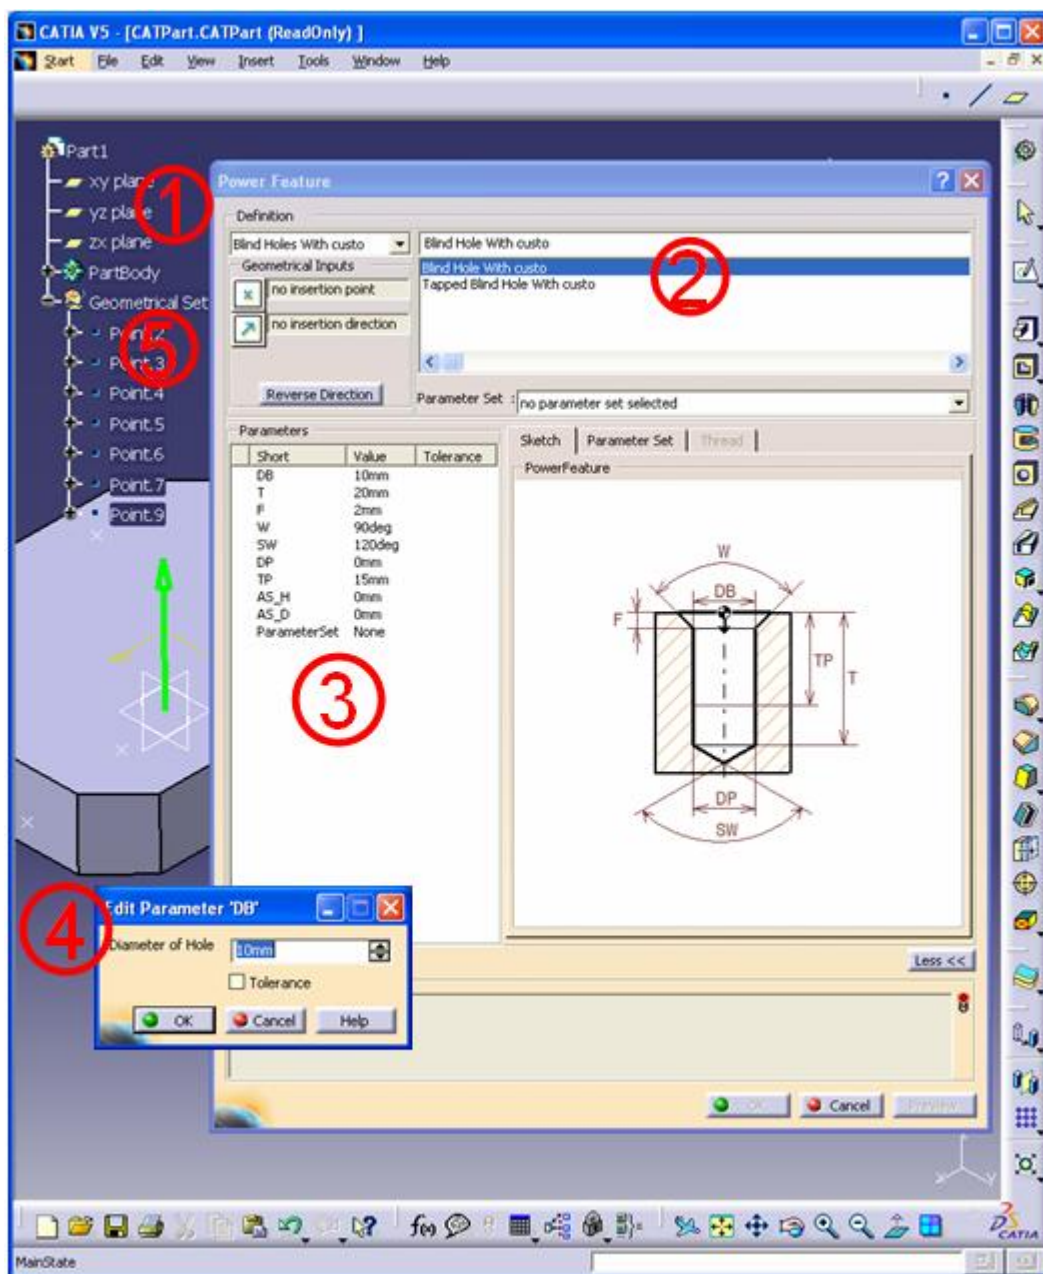 CATIA V5 - [CATPart.CATPart (ReadOnly) ]
Start File Edit View Insert Tools Window Help
Part1
xy plane
yz plane
zx plane
PartBody
Geometrical Set
Point.2
Point.3
Point.4
Point.5
Point.6
Point.7
Point.9
1
5
Power Feature
Definition
Blind Holes With custo
Blind Hole With custo
Geometrical Inputs
no insertion point
no insertion direction
Reverse Direction
Blind Hole With custo
Tapped Blind Hole With custo
2
Parameter Set : no parameter set selected
Parameters
Short Value Tolerance
DB 10mm
T 20mm
F 2mm
W 90deg
SW 120deg
DP 0mm
TP 15mm
AS_H 0mm
AS_D 0mm
ParameterSet None
3
Sketch Parameter Set Thread
PowerFeature
W
DB
F
TP
T
DP
SW
4
Edit Parameter 'DB'
Diameter of Hole 10mm
Tolerance
OK Cancel Help
Less <<
OK Cancel Preview
x y
f(x)
CATIA
MainState